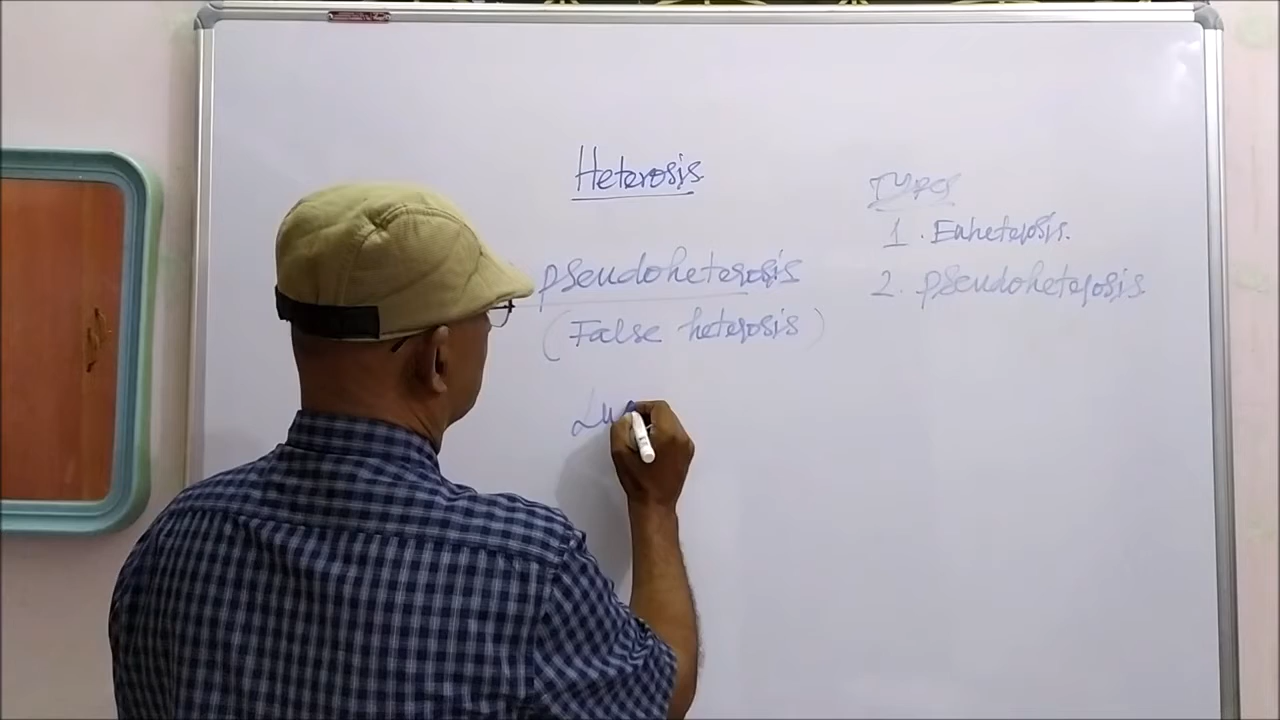 Heterosis
pseudoheterosis
(False heterosis)
Types
1. Euheterosis.
2. pseudoheterosis